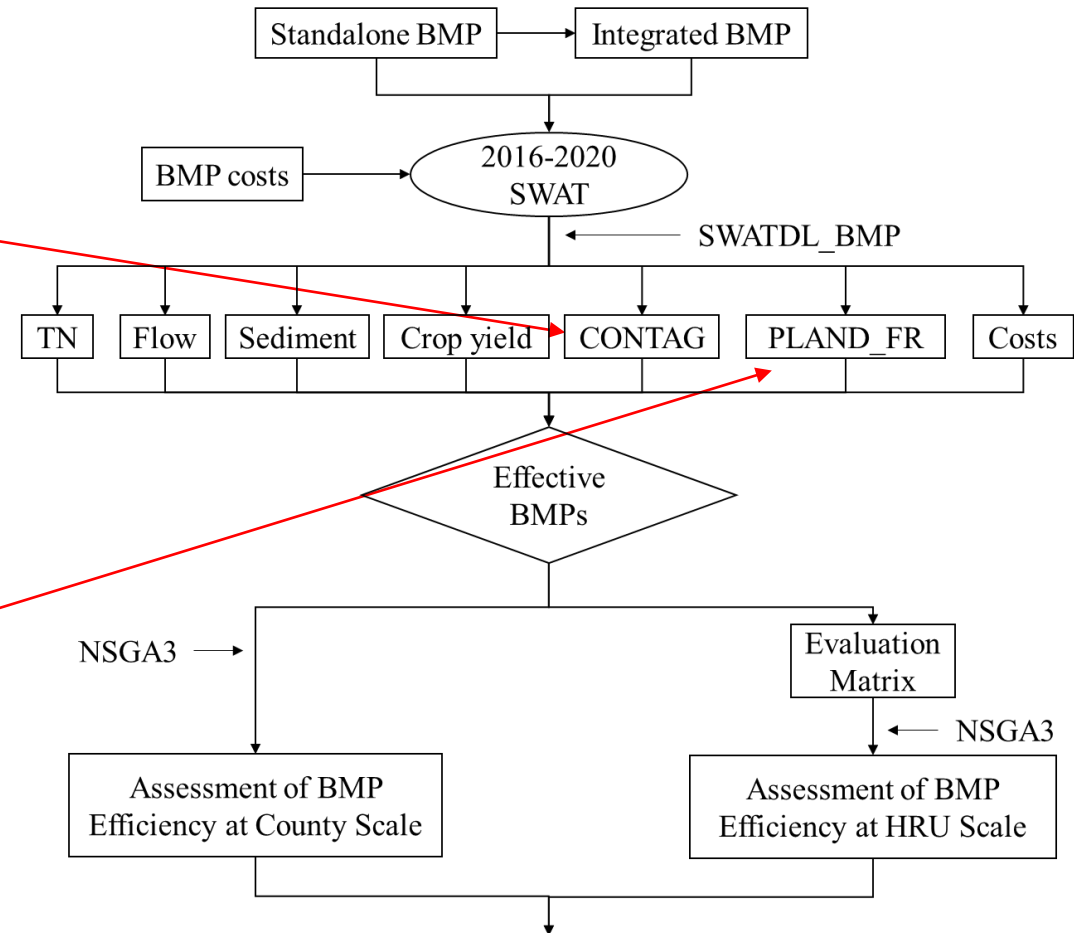 Standalone BMP
Integrated BMP
BMP costs
2016-2020
SWAT
SWATDL_BMP
TN
Flow
Sediment
Crop yield
CONTAG
PLAND_FR
Costs
Effective
BMPs
NSGA3
Evaluation
Matrix
NSGA3
Assessment of BMP
Efficiency at County Scale
Assessment of BMP
Efficiency at HRU Scale